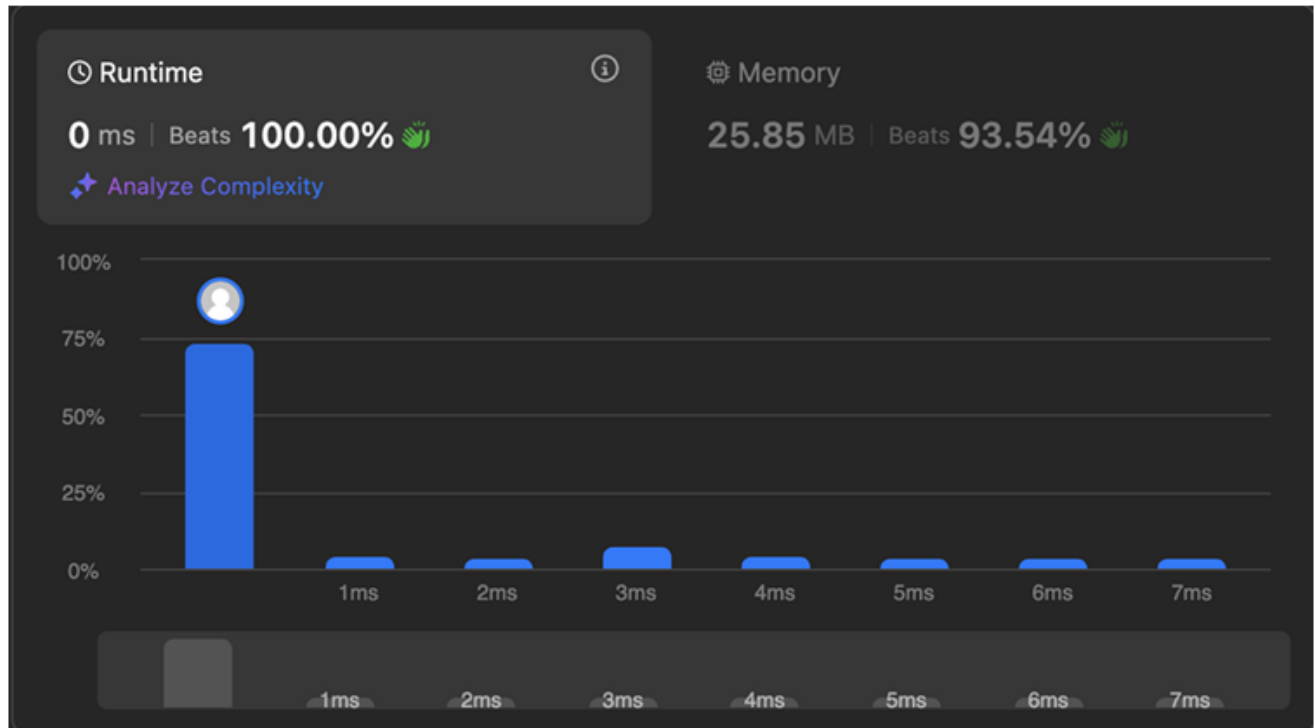 Runtime
0 ms | Beats 100.00%
Analyze Complexity
Memory
25.85 MB | Beats 93.54%
100%
75%
50%
25%
0%
1ms 2ms 3ms 4ms 5ms 6ms 7ms
1ms 2ms 3ms 4ms 5ms 6ms 7ms